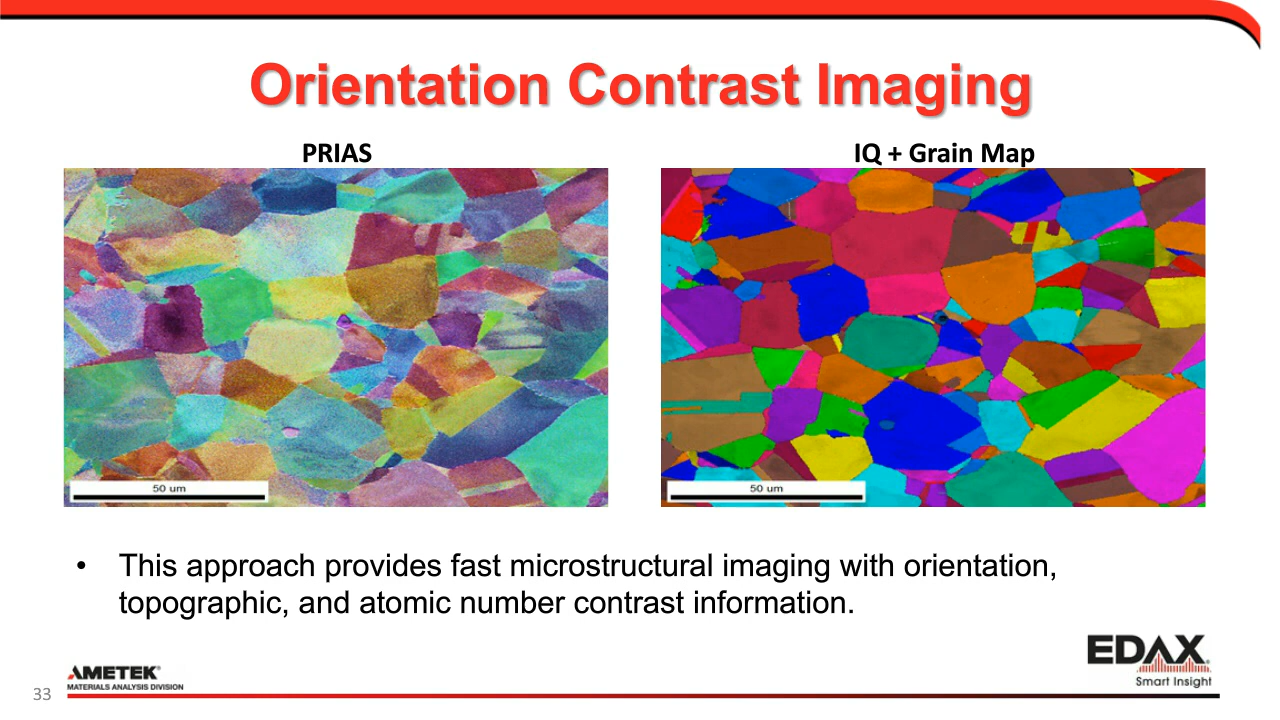 Orientation Contrast Imaging
PRIAS
IQ + Grain Map
50 um
50 um
• This approach provides fast microstructural imaging with orientation,
topographic, and atomic number contrast information.
33
AMETEK®
MATERIALS ANALYSIS DIVISION
EDAX®
Smart Insight